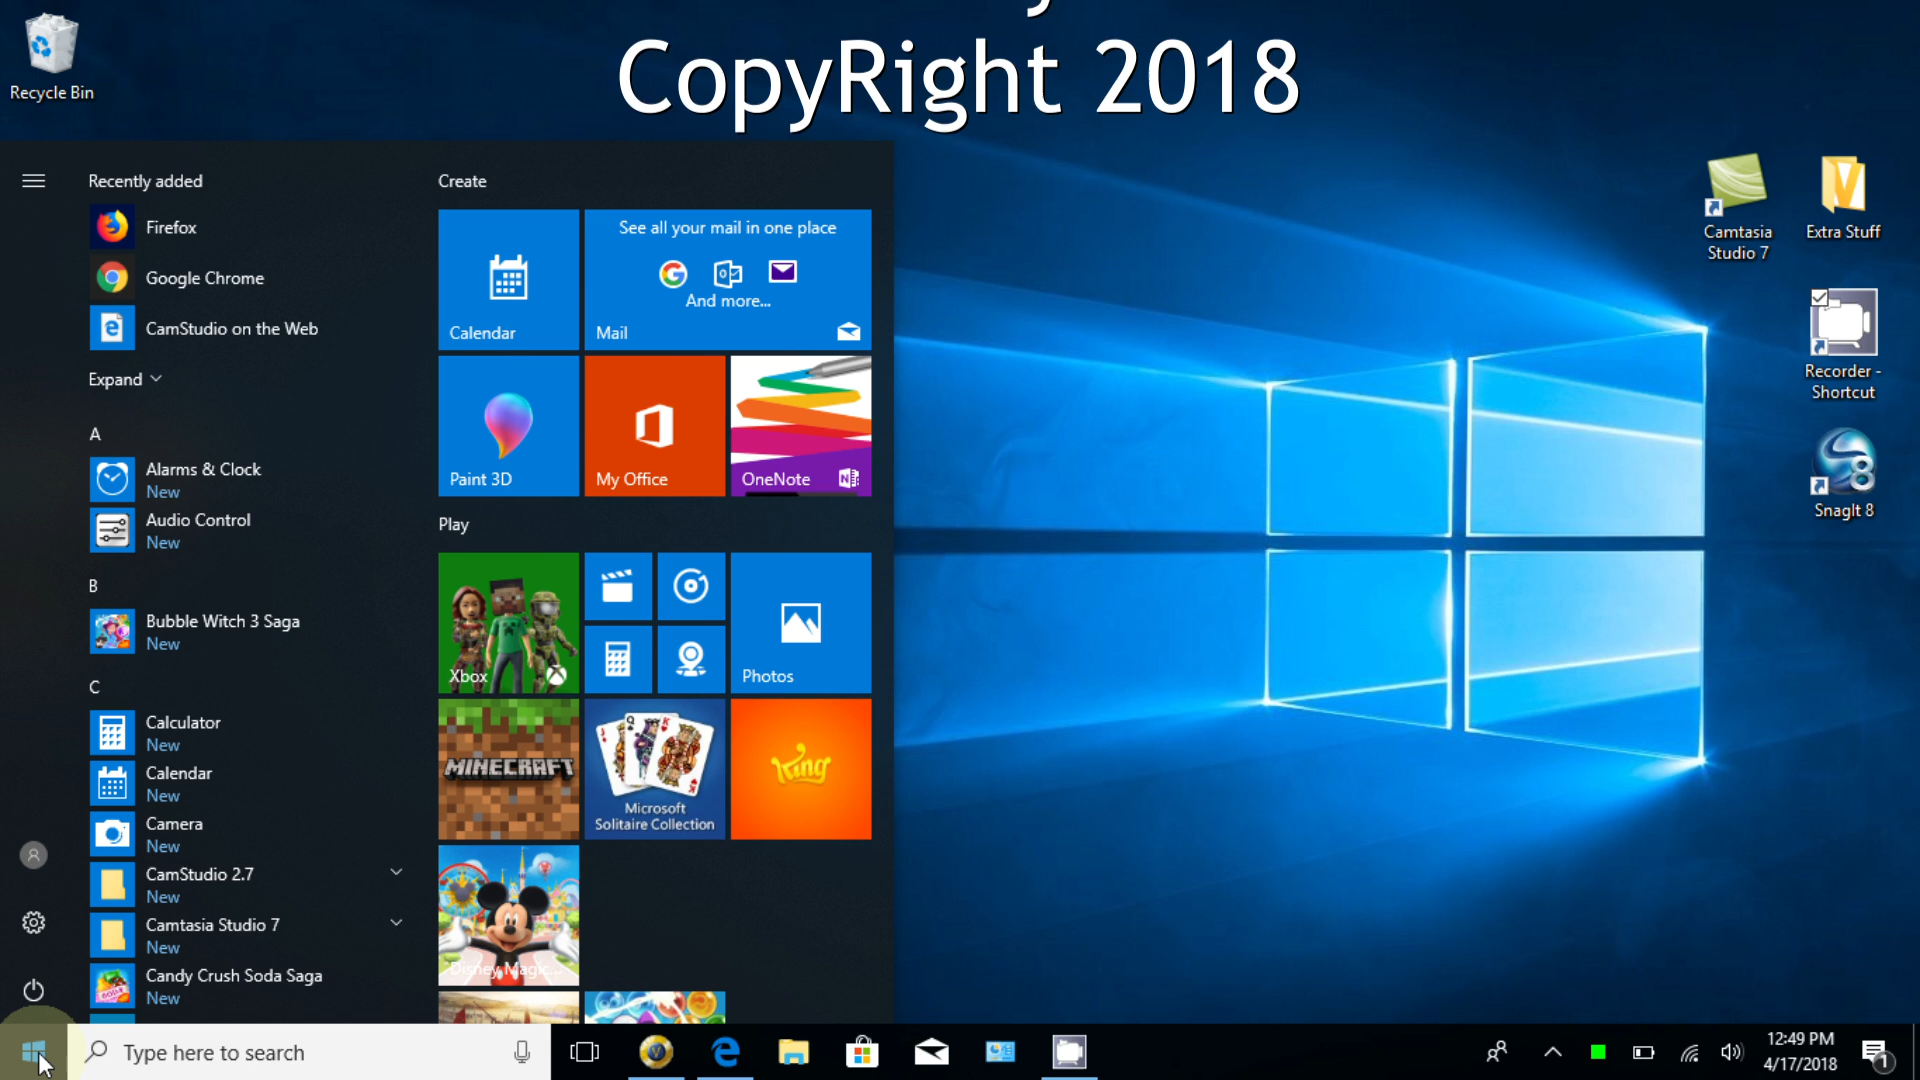 CopyRight 2018
Recycle Bin
Recently added
Firefox
Google Chrome
CamStudio on the Web
Expand
A
Alarms & Clock
New
Audio Control
New
B
Bubble Witch 3 Saga
New
C
Calculator
New
Calendar
New
Camera
New
CamStudio 2.7
New
Camtasia Studio 7
New
Candy Crush Soda Saga
New
Create
Calendar
See all your mail in one place
And more...
Mail
Paint 3D
My Office
OneNote
Play
Xbox
Photos
MINECRAFT
Microsoft
Solitaire Collection
King
Disney Magic...
Camtasia
Studio 7
Extra Stuff
Recorder -
Shortcut
SnagIt 8
Type here to search
12:49 PM
4/17/2018
1